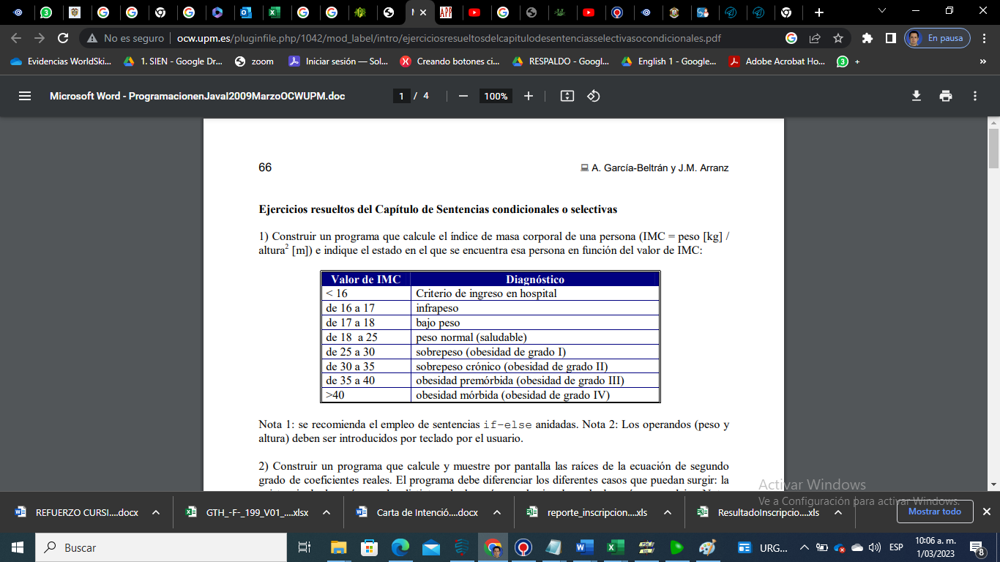 No es seguro | ocw.upm.es/pluginfile.php/1042/mod_label/intro/ejerciciosresueltosdelcapitulodesentenciasselectivasocondicionales.pdf
En pausa
Evidencias WorldSki... 1. SIEN - Google Dr... zoom Iniciar sesión — Sol... Creando botones ci... RESPALDO - Googl... English 1 - Google... Adobe Acrobat Ho... 3 + »
Microsoft Word - ProgramacionenJavaI2009MarzoOCWUPM.doc 1 / 4 — 100% +
66 A. García-Beltrán y J.M. Arranz
Ejercicios resueltos del Capítulo de Sentencias condicionales o selectivas
1) Construir un programa que calcule el índice de masa corporal de una persona (IMC = peso [kg] /
altura² [m]) e indique el estado en el que se encuentra esa persona en función del valor de IMC:
Valor de IMC Diagnóstico
< 16 Criterio de ingreso en hospital
de 16 a 17 infrapeso
de 17 a 18 bajo peso
de 18 a 25 peso normal (saludable)
de 25 a 30 sobrepeso (obesidad de grado I)
de 30 a 35 sobrepeso crónico (obesidad de grado II)
de 35 a 40 obesidad premórbida (obesidad de grado III)
>40 obesidad mórbida (obesidad de grado IV)
Nota 1: se recomienda el empleo de sentencias if-else anidadas. Nota 2: Los operandos (peso y
altura) deben ser introducidos por teclado por el usuario.
2) Construir un programa que calcule y muestre por pantalla las raíces de la ecuación de segundo
grado de coeficientes reales. El programa debe diferenciar los diferentes casos que puedan surgir: la
Activar Windows
Ve a Configuración para activar Windows.
REFUERZO CURSI....docx GTH_-F-_199_V01_....xlsx Carta de Intenció....docx reporte_inscripcion....xls ResultadoInscripcio....xls Mostrar todo
Buscar URG... ESP 10:06 a. m.
1/03/2023 8